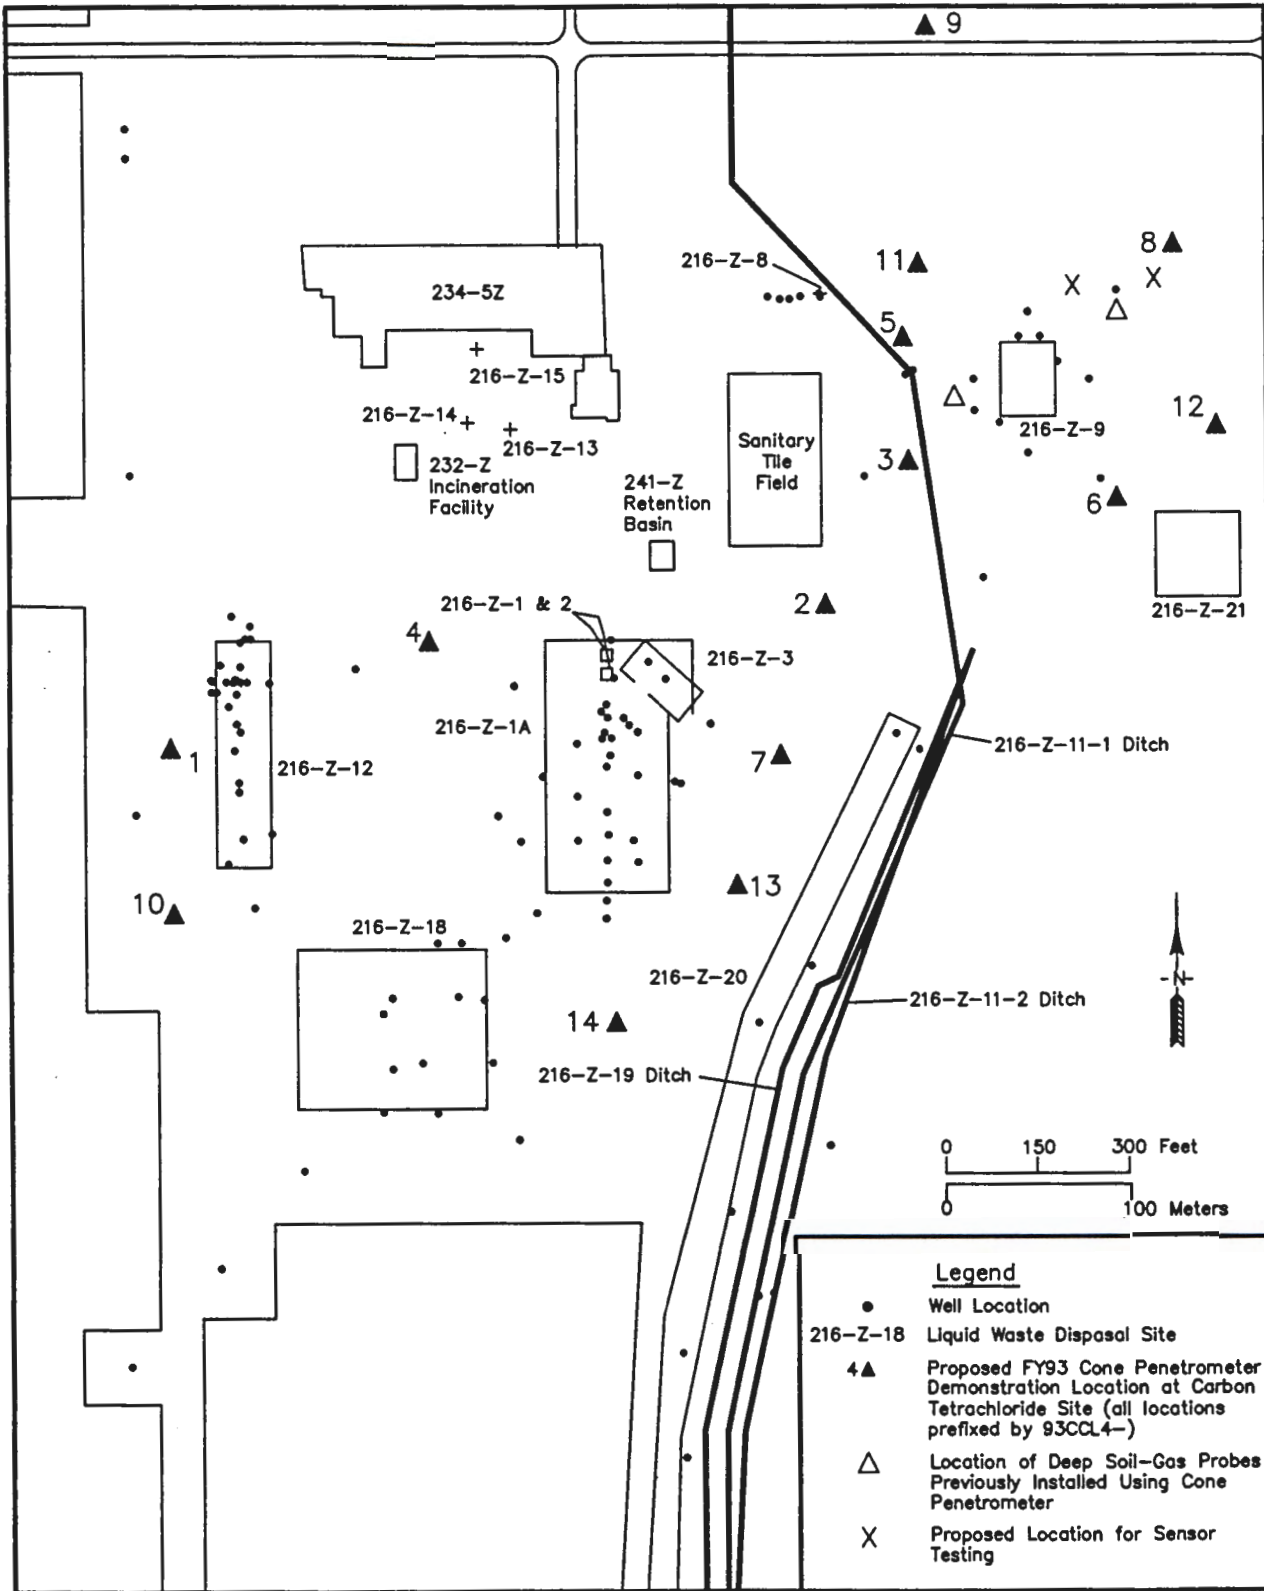 9
8
11
216-Z-8
234-5Z
5
216-Z-15
216-Z-14
216-Z-13
12
216-Z-9
Sanitary
Tile
Field
3
232-Z
Incineration
Facility
241-Z
Retention
Basin
6
216-Z-1 & 2
2
216-Z-21
4
216-Z-3
216-Z-1A
1
216-Z-12
7
216-Z-11-1 Ditch
13
10
216-Z-18
216-Z-20
-N-
216-Z-11-2 Ditch
14
216-Z-19 Ditch
0 150 300 Feet
0 100 Meters
Legend
Well Location
216-Z-18 Liquid Waste Dispasal Site
4 Proposed FY93 Cone Penetrometer
Demonstration Location at Carbon
Tetrachloride Site (all locations
prefixed by 93CCL4-)
Location of Deep Soil-Gas Probes
Previously Installed Using Cone
Penetrometer
X Proposed Location for Sensor
Testing